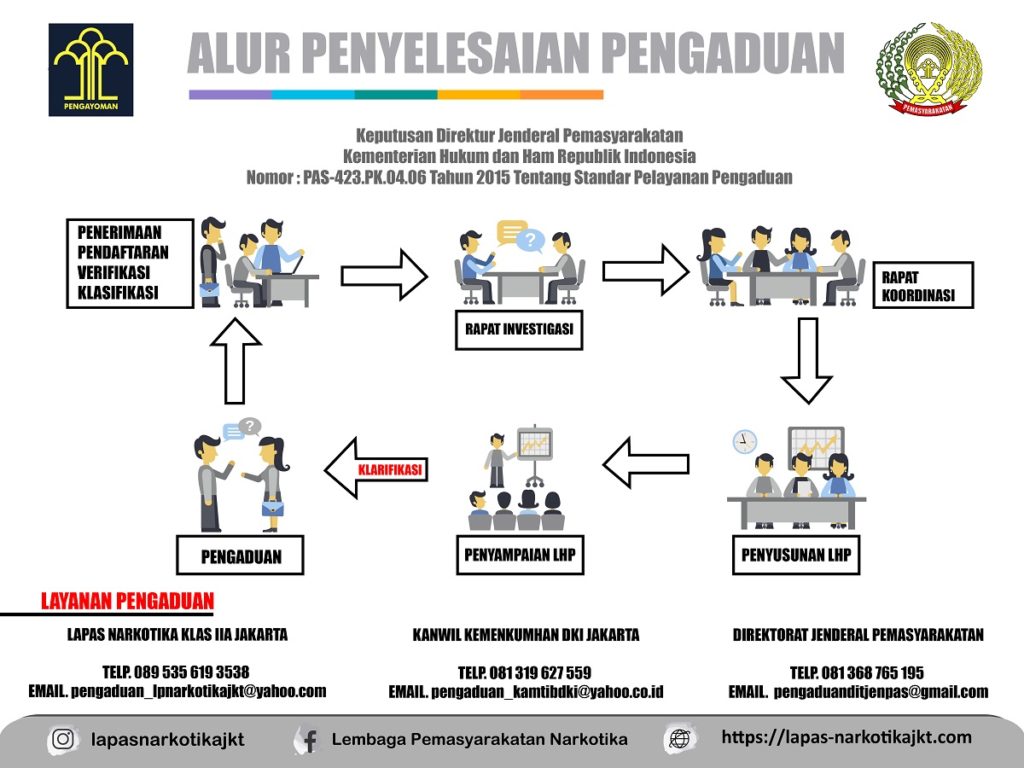 PENGAYOMAN
ALUR PENYELESAIAN PENGADUAN
PEMASYARAKATAN
Keputusan Direktur Jenderal Pemasyarakatan
Kementerian Hukum dan Ham Republik Indonesia
Nomor : PAS-423.PK.04.06 Tahun 2015 Tentang Standar Pelayanan Pengaduan
PENERIMAAN
PENDAFTARAN
VERIFIKASI
KLASIFIKASI
?
RAPAT INVESTIGASI
RAPAT
KOORDINASI
?
PENGADUAN
KLARIFIKASI
PENYAMPAIAN LHP
PENYUSUNAN LHP
LAYANAN PENGADUAN
LAPAS NARKOTIKA KLAS IIA JAKARTA
TELP. 089 535 619 3538
EMAIL. pengaduan_lpnarkotikajkt@yahoo.com
KANWIL KEMENKUMHAN DKI JAKARTA
TELP. 081 319 627 559
EMAIL. pengaduan_kamtibdki@yahoo.co.id
DIREKTORAT JENDERAL PEMASYARAKATAN
TELP. 081 368 765 195
EMAIL. pengaduanditjenpas@gmail.com
lapasnarkotikajkt
Lembaga Pemasyarakatan Narkotika
https://lapas-narkotikajkt.com